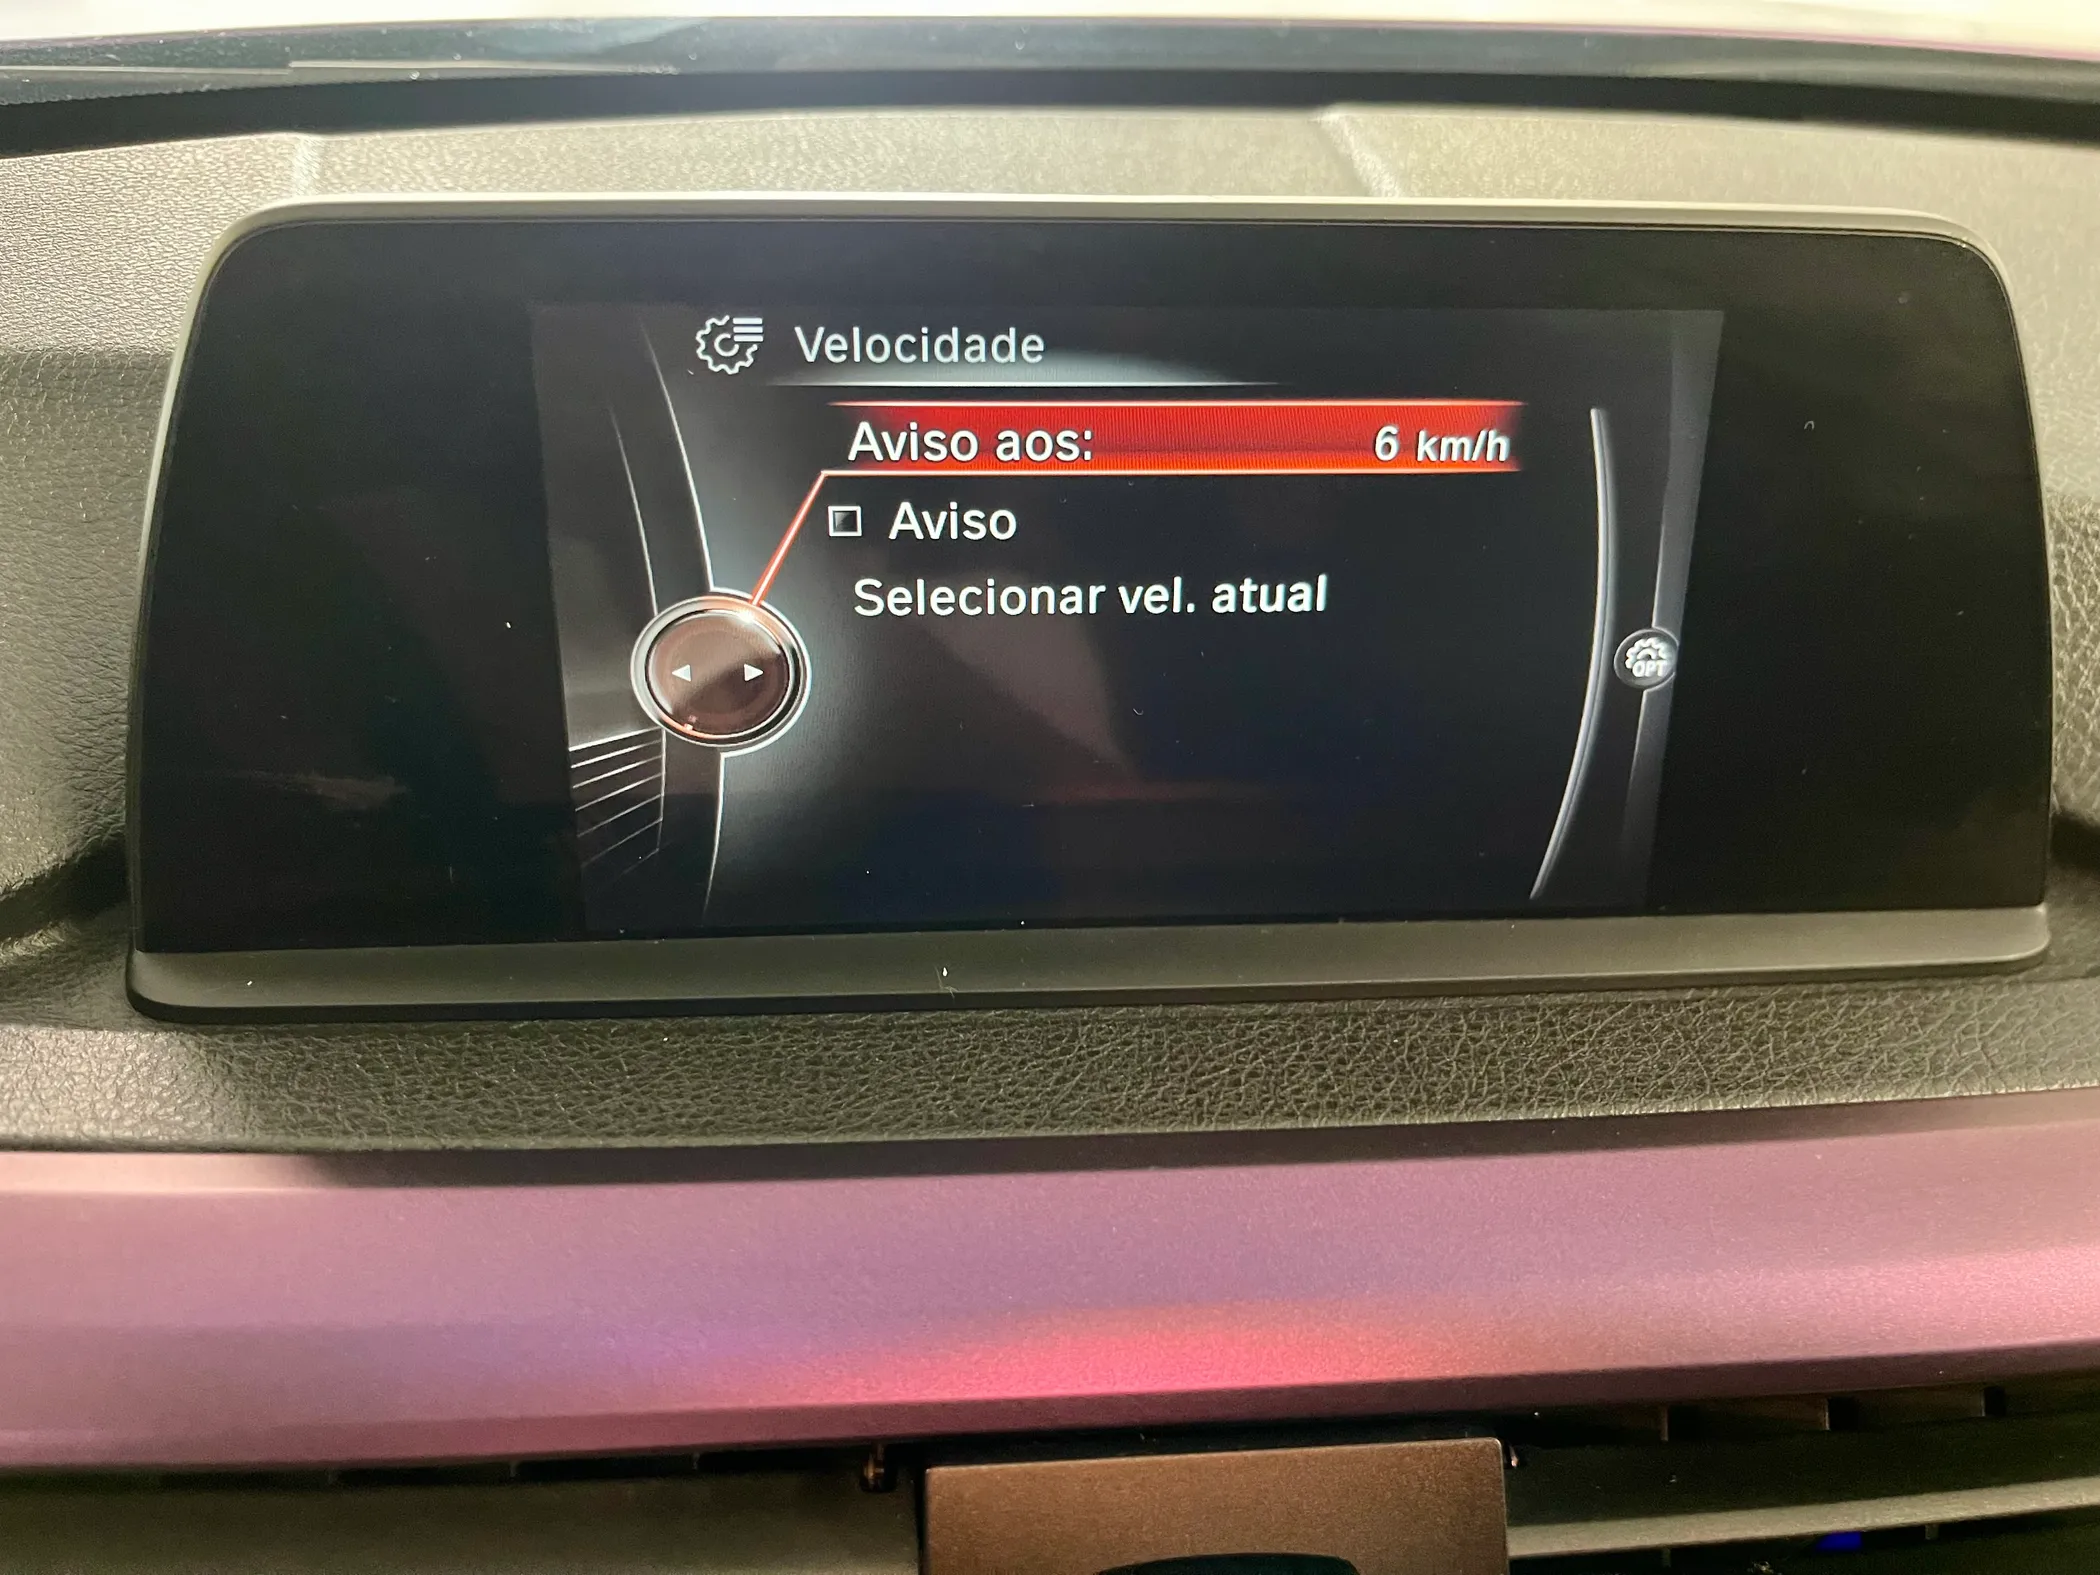 Velocidade
Aviso aos: 6 km/h
Aviso
Selecionar vel. atual
OPT